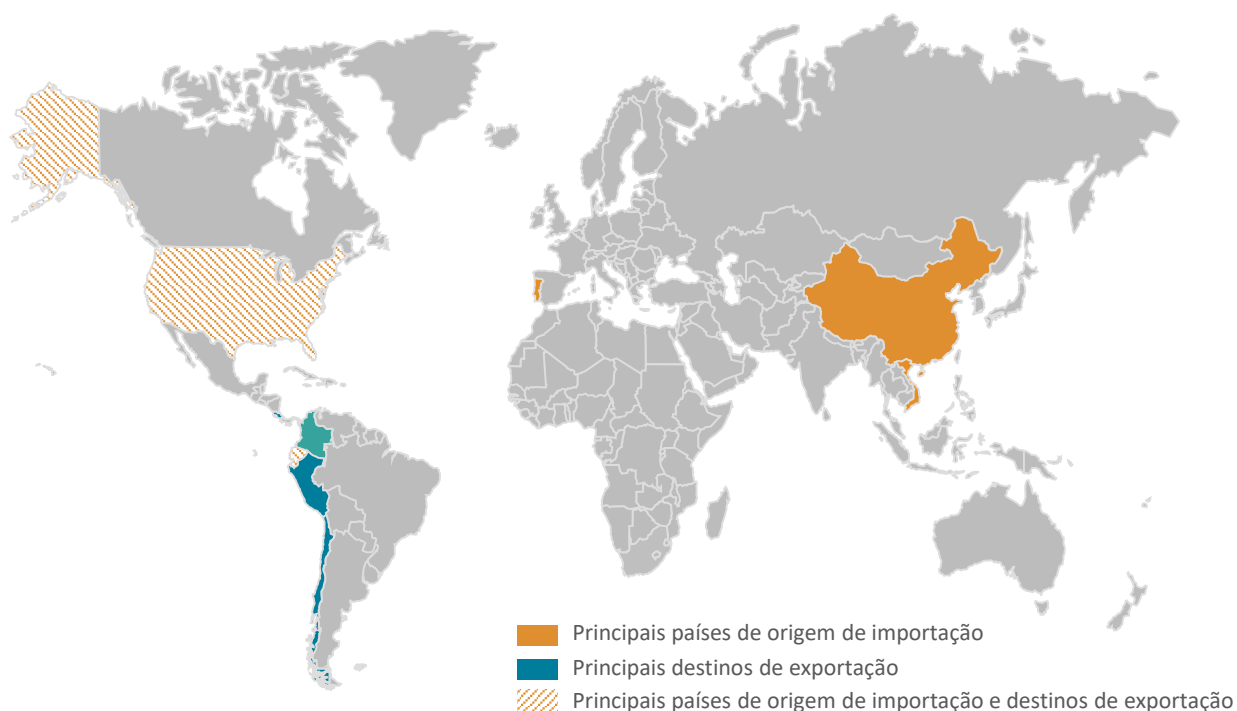 Principais países de origem de importação
Principais destinos de exportação
Principais países de origem de importação e destinos de exportação